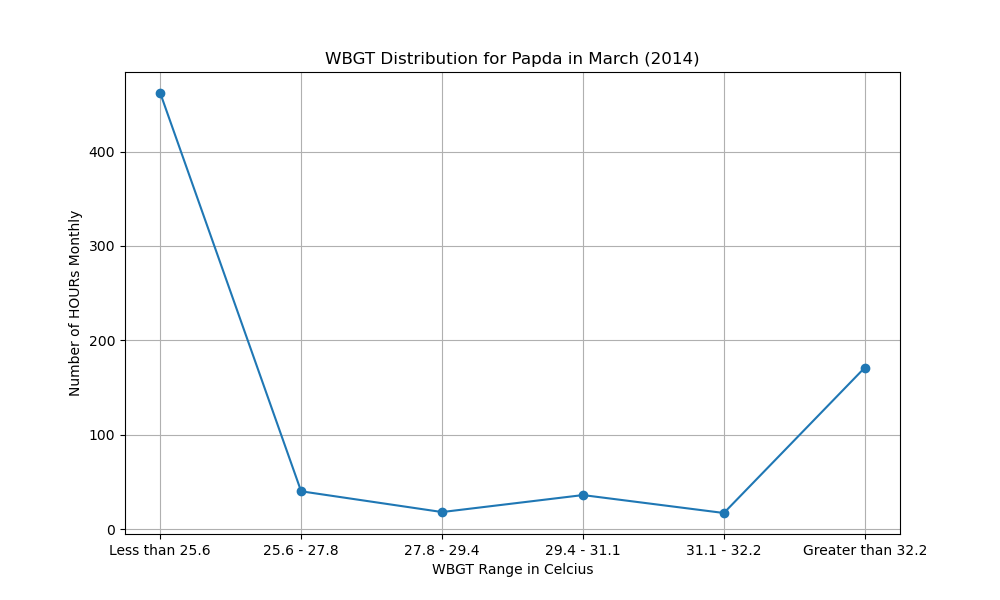 WBGT Distribution for Papda in March (2014)
Number of HOURs Monthly
400
300
200
100
0
Less than 25.6
25.6 - 27.8
27.8 - 29.4
29.4 - 31.1
31.1 - 32.2
Greater than 32.2
WBGT Range in Celcius